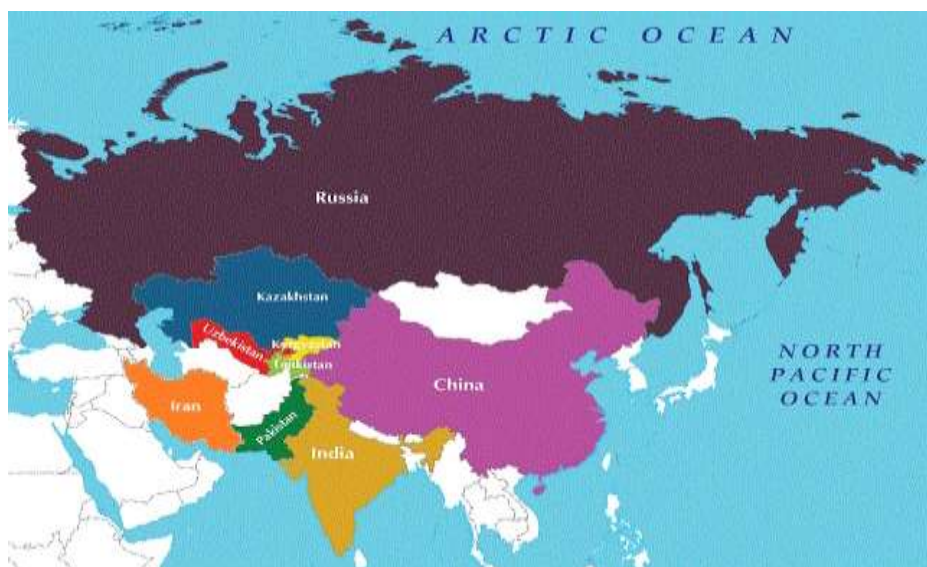 ARCTIC OCEAN
Russia
Kazakhstan
Uzbekistan
Kyrgyzstan
China
NORTH
PACIFIC
OCEAN
Iran
Pakistan
India